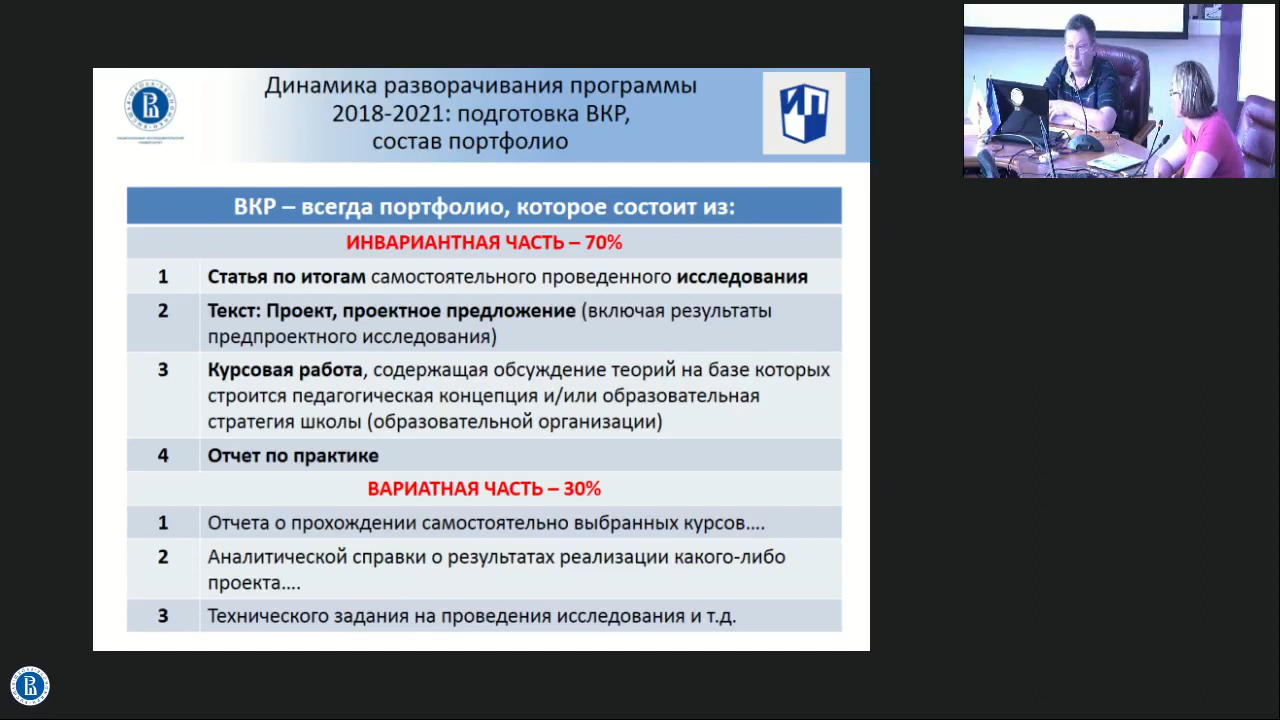 Динамика разворачивания программы
2018-2021: подготовка ВКР,
состав портфолио
ИП
ВКР – всегда портфолио, которое состоит из:
ИНВАРИАНТНАЯ ЧАСТЬ – 70%
1 Статья по итогам самостоятельного проведенного исследования
2 Текст: Проект, проектное предложение (включая результаты
предпроектного исследования)
3 Курсовая работа, содержащая обсуждение теорий на базе которых
строится педагогическая концепция и/или образовательная
стратегия школы (образовательной организации)
4 Отчет по практике
ВАРИАТНАЯ ЧАСТЬ – 30%
1 Отчета о прохождении самостоятельно выбранных курсов....
2 Аналитической справки о результатах реализации какого-либо
проекта....
3 Технического задания на проведения исследования и т.д.